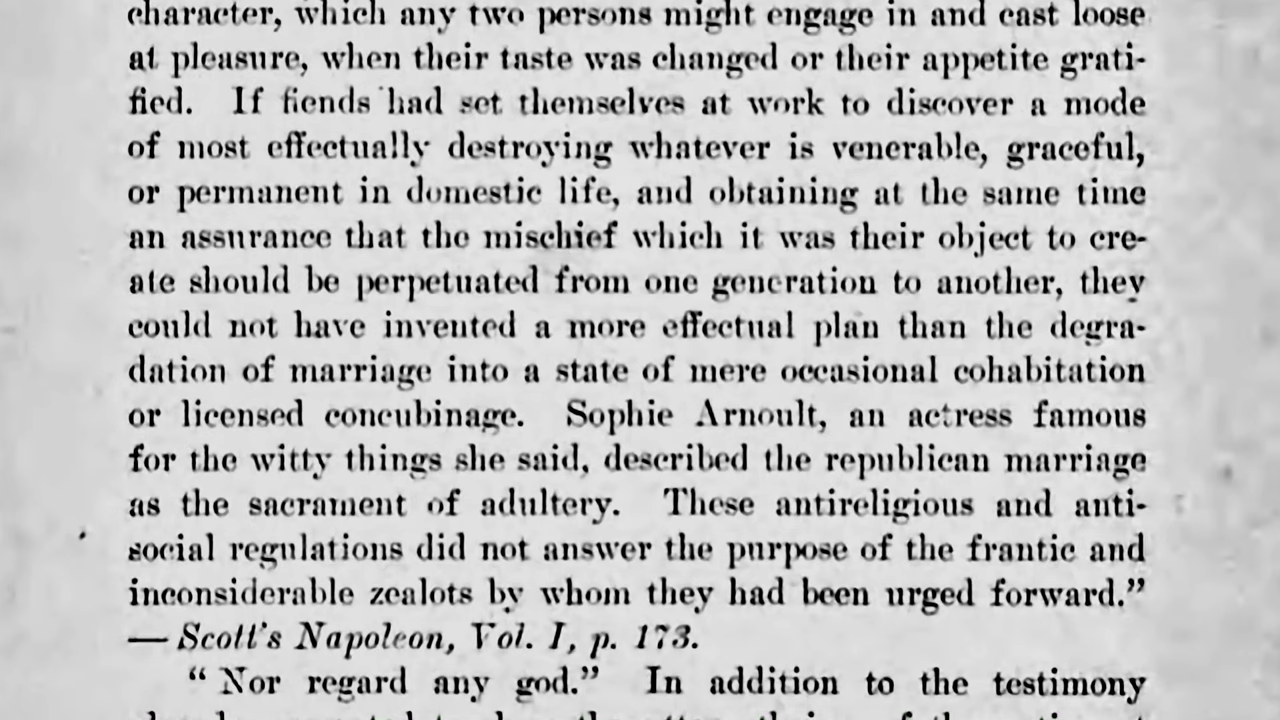 character, which any two persons might engage in and cast loose
at pleasure, when their taste was changed or their appetite grati-
fied. If fiends had set themselves at work to discover a mode
of most effectually destroying whatever is venerable, graceful,
or permanent in domestic life, and obtaining at the same time
an assurance that the mischief which it was their object to cre-
ate should be perpetuated from one generation to another, they
could not have invented a more effectual plan than the degra-
dation of marriage into a state of mere occasional cohabitation
or licensed concubinage. Sophie Arnoult, an actress famous
for the witty things she said, described the republican marriage
as the sacrament of adultery. These antireligious and anti-
social regulations did not answer the purpose of the frantic and
inconsiderable zealots by whom they had been urged forward.”
— Scott's Napoleon, Vol. I, p. 173.
“ Nor regard any god.” In addition to the testimony